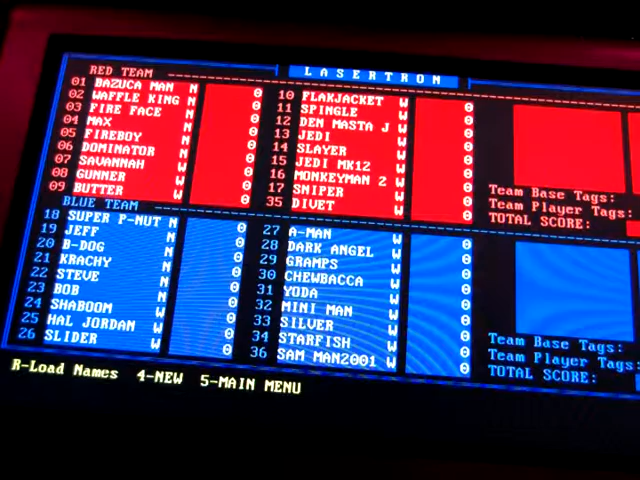 LASERTRON
RED TEAM
01 BAZUCA MAN N 0 10 FLAKJACKET W 0
02 WAFFLE KING N 0 11 SPINGLE W 0
03 FIRE FACE N 0 12 DEN MASTA J W 0
04 MAX N 0 13 JEDI W 0
05 FIREBOY N 0 14 SLAYER W 0
06 DOMINATOR N 0 15 JEDI MK12 W 0
07 SAVANNAH W 0 16 MONKEYMAN 2 W 0
08 GUNNER W 0 17 SNIPER W 0
09 BUTTER W 0 35 DIVET W 0
Team Base Tags:
Team Player Tags:
TOTAL SCORE:
BLUE TEAM
18 SUPER P-NUT N 0 27 A-MAN W 0
19 JEFF N 0 28 DARK ANGEL W 0
20 B-DOG N 0 29 GRAMPS W 0
21 KRACHY N 0 30 CHEWBACCA W 0
22 STEVE N 0 31 YODA W 0
23 BOB N 0 32 MINI MAN W 0
24 SHABOOM W 0 33 SILVER W 0
25 HAL JORDAN W 0 34 STARFISH W 0
26 SLIDER W 0 36 SAM MAN2001 W 0
Team Base Tags:
Team Player Tags:
TOTAL SCORE:
R-Load Names 4-NEW 5-MAIN MENU